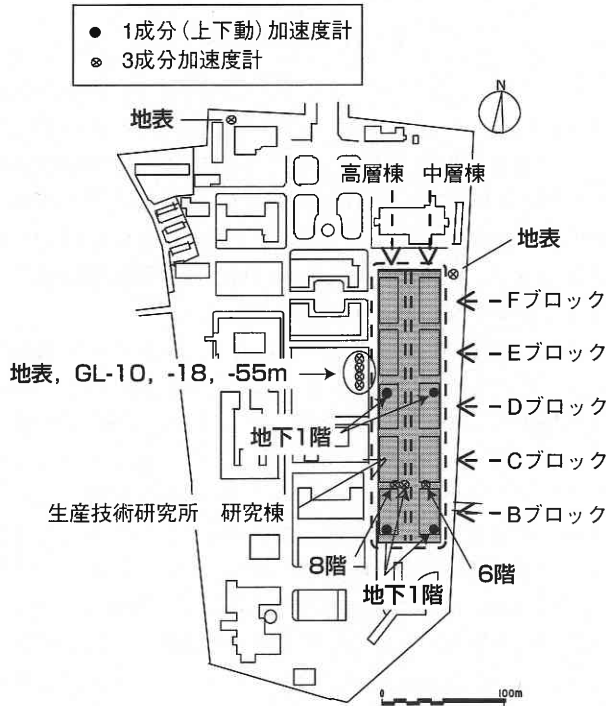 ● 1成分(上下動)加速度計
⊗ 3成分加速度計
N
地表
高層棟 中層棟
地表
Fブロック
Eブロック
地表, GL-10, -18, -55m
Dブロック
地下1階
Cブロック
生産技術研究所 研究棟
Bブロック
8階
6階
地下1階
0 100m